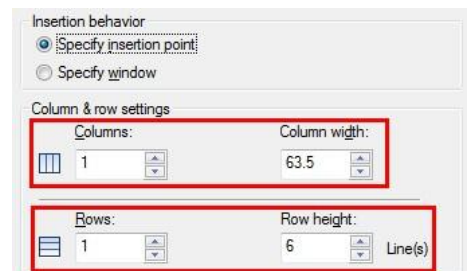 Insertion behavior
Specify insertion point
Specify window
Column & row settings
Columns: Column width:
1 63.5
Rows: Row height:
1 6 Line(s)